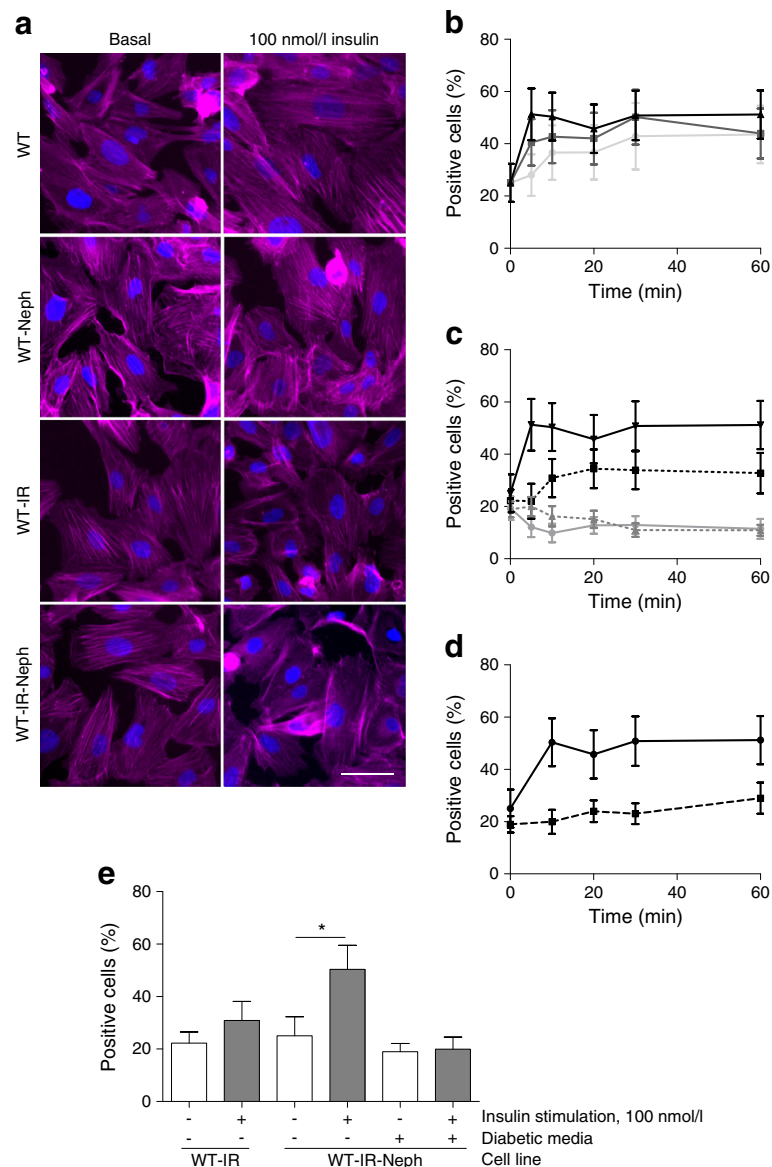 a
Basal
100 nmol/l insulin
WT
WT-Neph
WT-IR
WT-IR-Neph
b
Positive cells (%)
80
60
40
20
0
0 20 40 60
Time (min)
c
Positive cells (%)
80
60
40
20
0
0 20 40 60
Time (min)
d
Positive cells (%)
80
60
40
20
0
0 20 40 60
Time (min)
e
Positive cells (%)
80
60
40
20
0
*
- + - + - + Insulin stimulation, 100 nmol/l
- - - - + + Diabetic media
WT-IR WT-IR-Neph Cell line